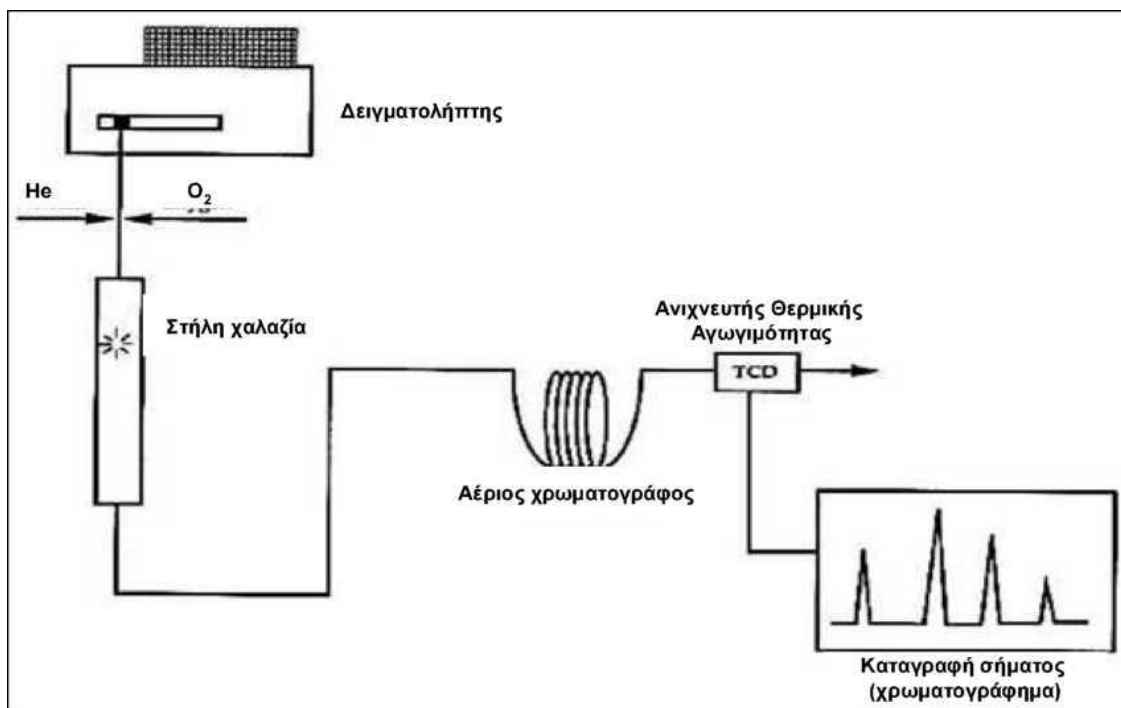 Δειγματολήπτης
He
O2
Στήλη χαλαζία
Ανιχνευτής Θερμικής
Αγωγιμότητας
TCD
Αέριος χρωματογράφος
Καταγραφή σήματος
(χρωματογράφημα)